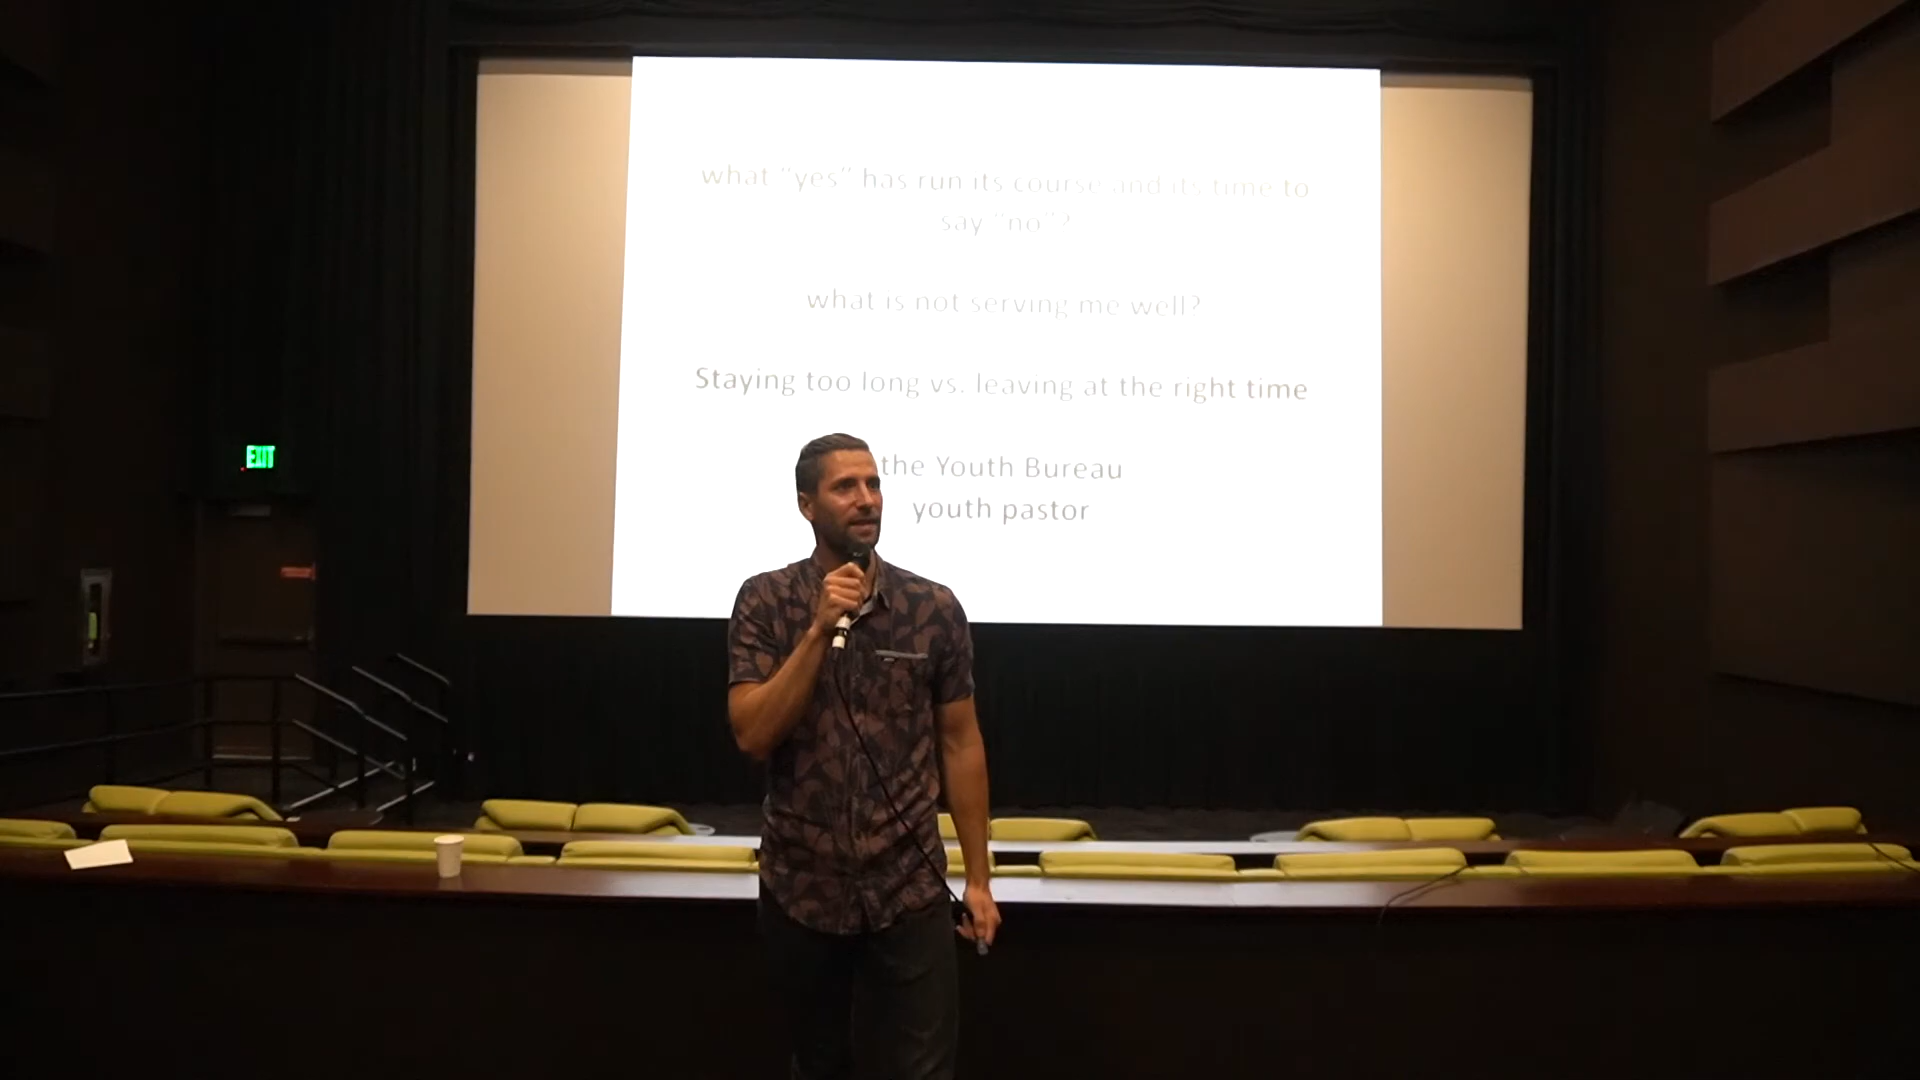 what "yes" has run its course and its time to
say "no"?
what is not serving me well?
Staying too long vs. leaving at the right time
the Youth Bureau
youth pastor
EXIT